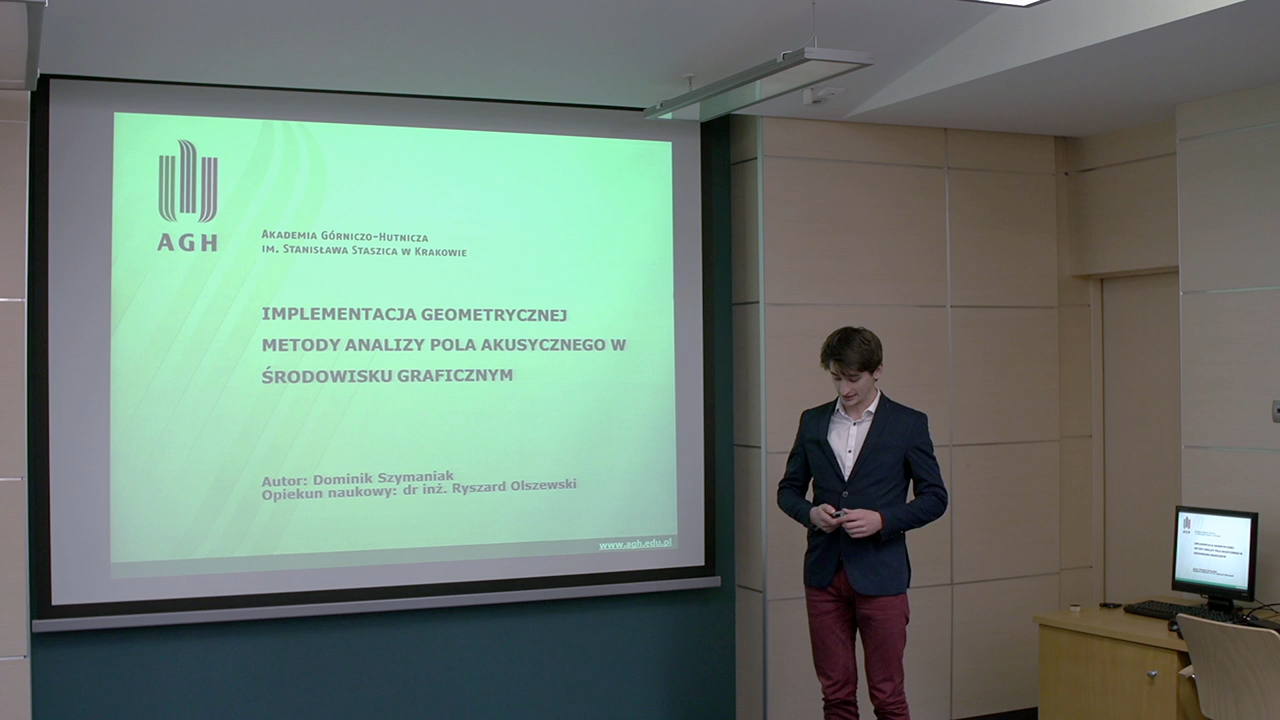 AGH
AKADEMIA GÓRNICZO-HUTNICZA
IM. STANISŁAWA STASZICA W KRAKOWIE
IMPLEMENTACJA GEOMETRYCZNEJ
METODY ANALIZY POLA AKUSYCZNEGO W
ŚRODOWISKU GRAFICZNYM
Autor: Dominik Szymaniak
Opiekun naukowy: dr inż. Ryszard Olszewski
www.agh.edu.pl